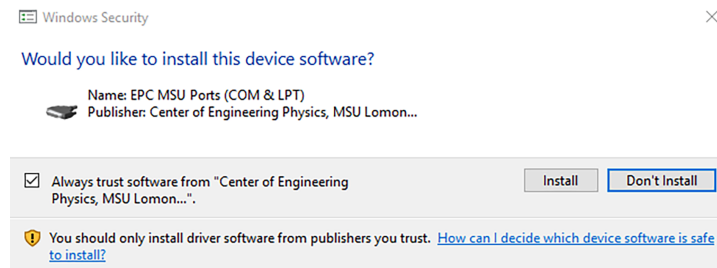 Windows Security
Would you like to install this device software?
Name: EPC MSU Ports (COM & LPT)
Publisher: Center of Engineering Physics, MSU Lomon...
Always trust software from "Center of Engineering
Physics, MSU Lomon...".
Install
Don't Install
You should only install driver software from publishers you trust. How can I decide which device software is safe
to install?